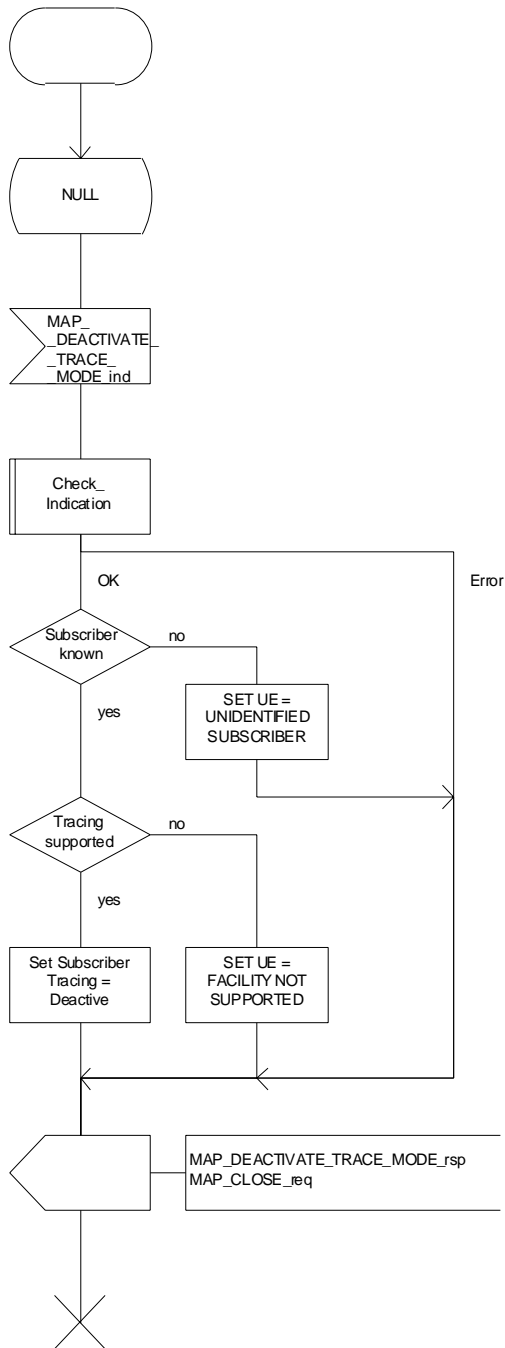 NULL
MAP_
_DEACTIVATE_
_TRACE_
_MODE_ind
Check_
Indication
OK
Error
Subscriber
known
no
yes
SET UE =
UNIDENTIFIED
SUBSCRIBER
Tracing
supported
no
yes
Set Subscriber
Tracing =
Deactive
SET UE =
FACILITY NOT
SUPPORTED
MAP_DEACTIVATE_TRACE_MODE_rsp
MAP_CLOSE_req